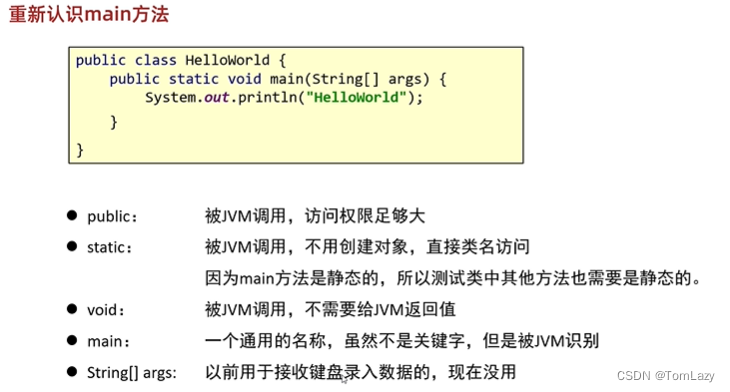 重新认识main方法
public class HelloWorld {
public static void main(String[] args) {
System.out.println("HelloWorld");
}
}
● public： 被JVM调用，访问权限足够大
● static： 被JVM调用，不用创建对象，直接类名访问
因为main方法是静态的，所以测试类中其他方法也需要是静态的。
● void： 被JVM调用，不需要给JVM返回值
● main： 一个通用的名称，虽然不是关键字，但是被JVM识别
● String[] args: 以前用于接收键盘录入数据的，现在没用
CSDN @TomLazy